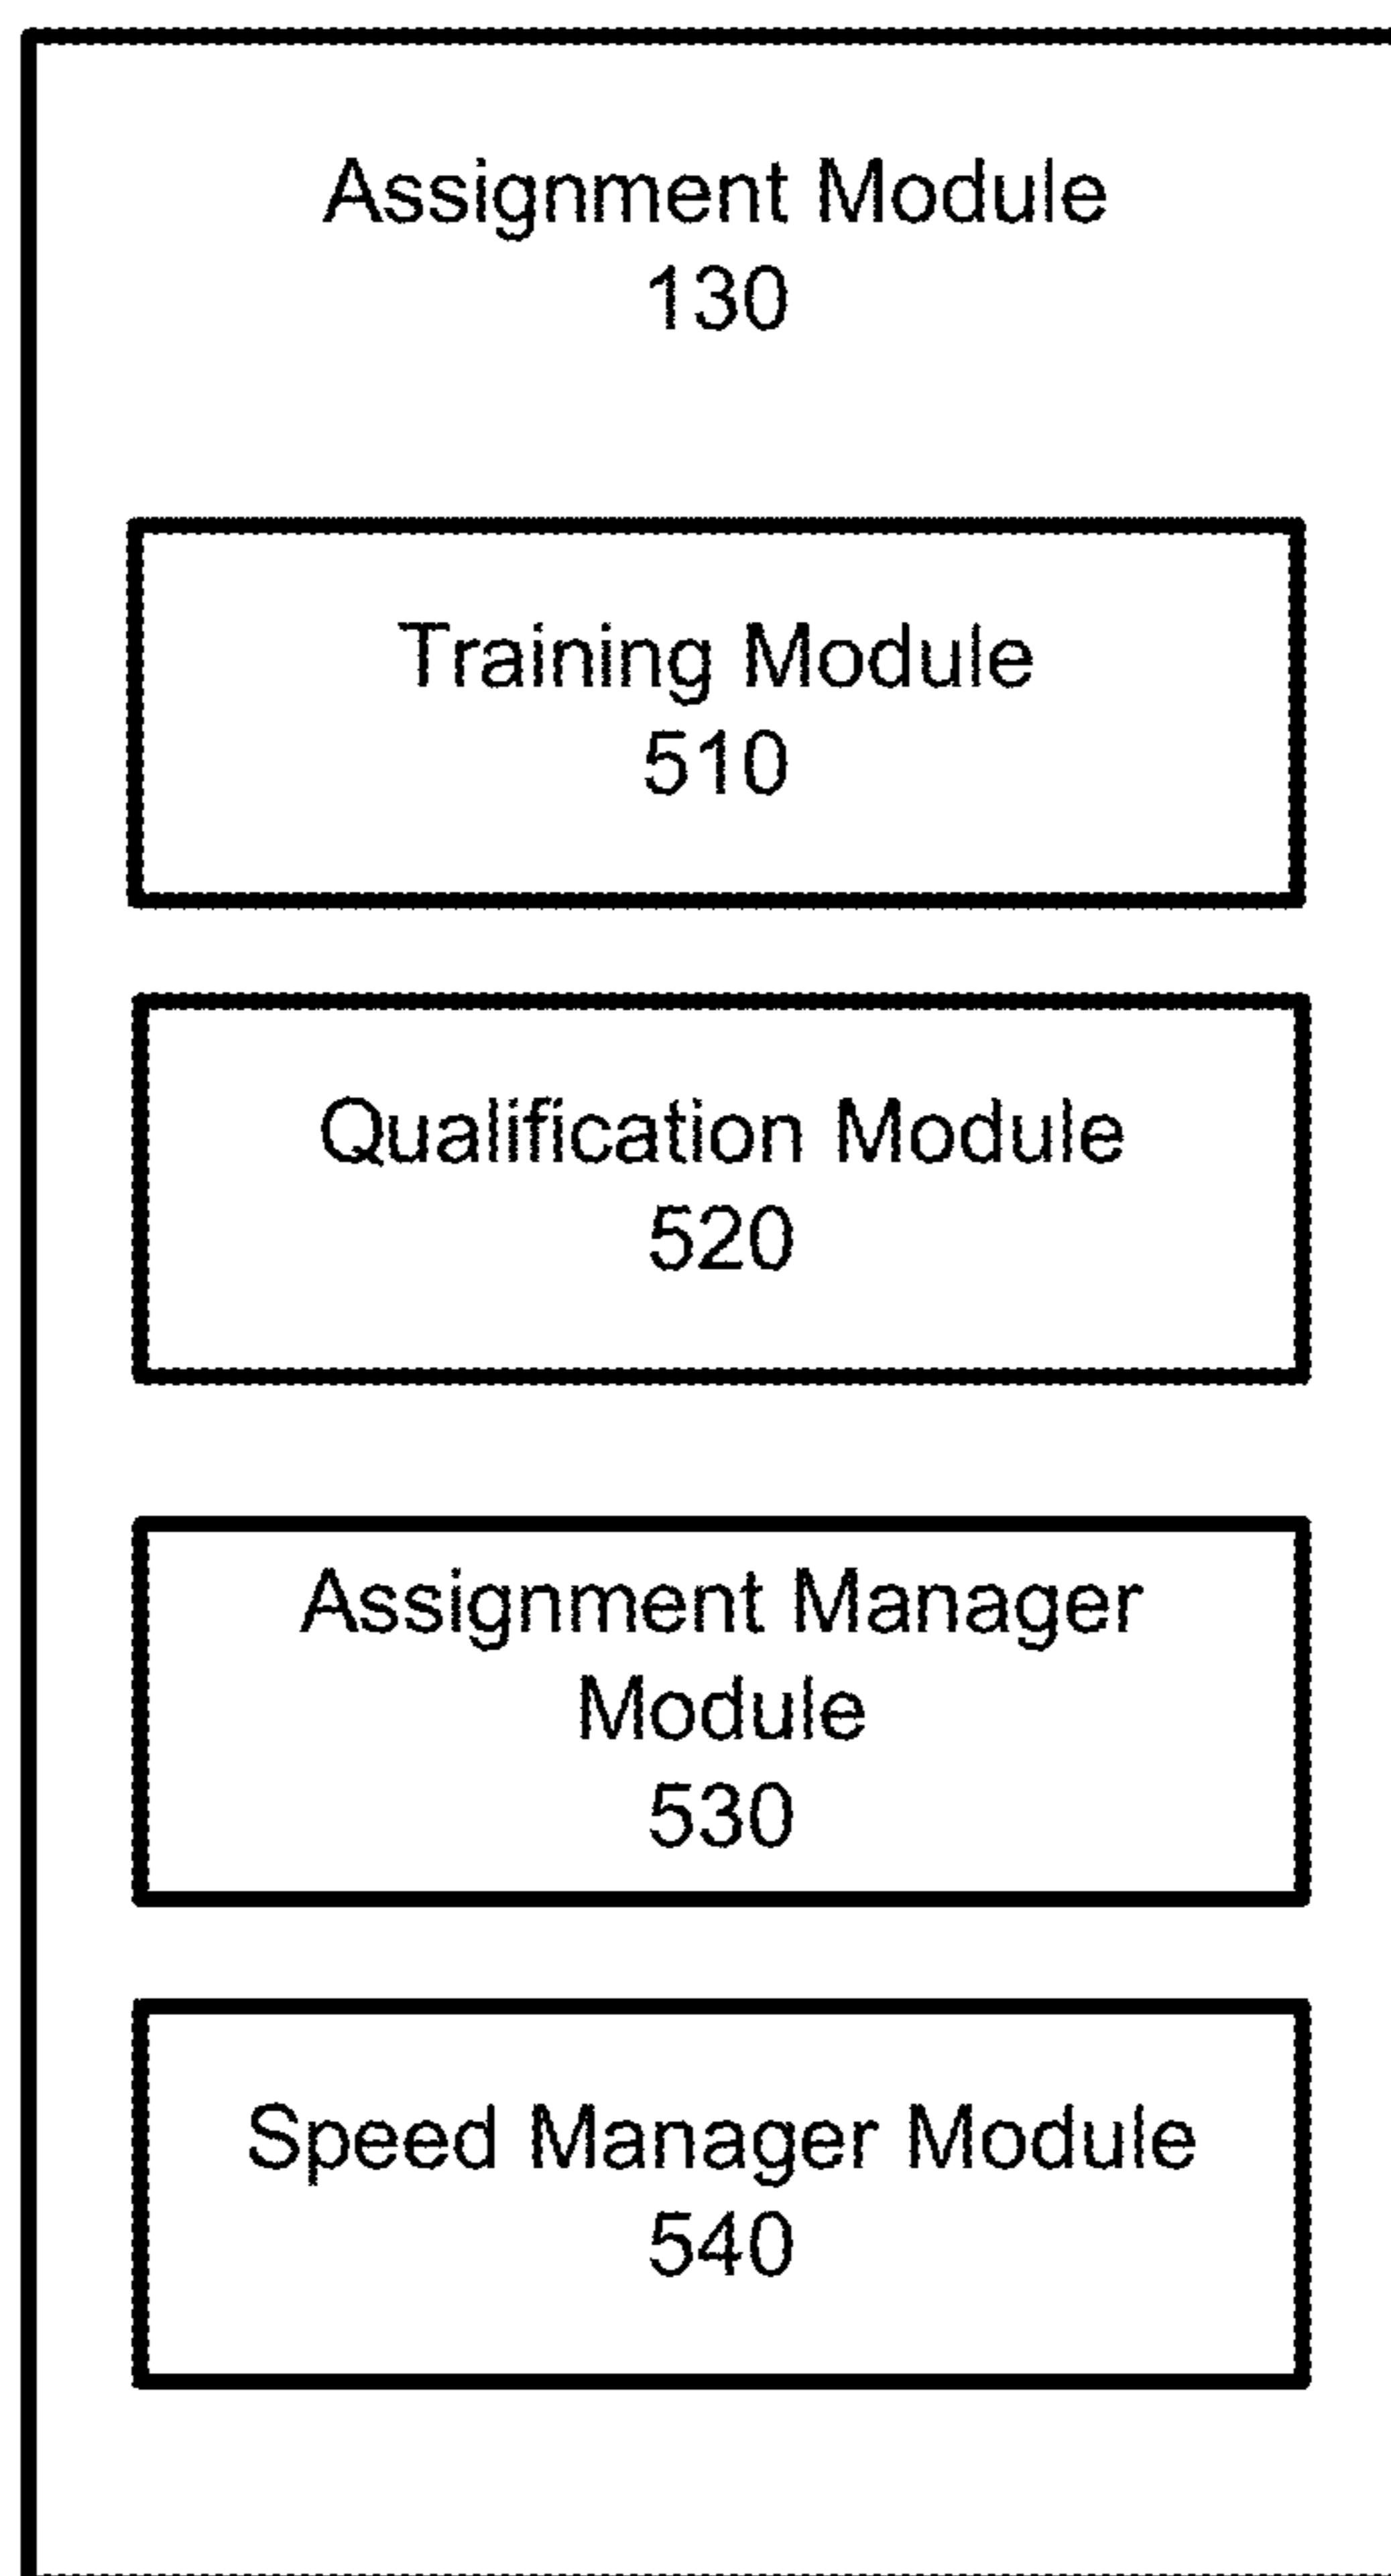 Assignment Module
130
Training Module
510
Qualification Module
520
Assignment Manager
Module
530
Speed Manager Module
540